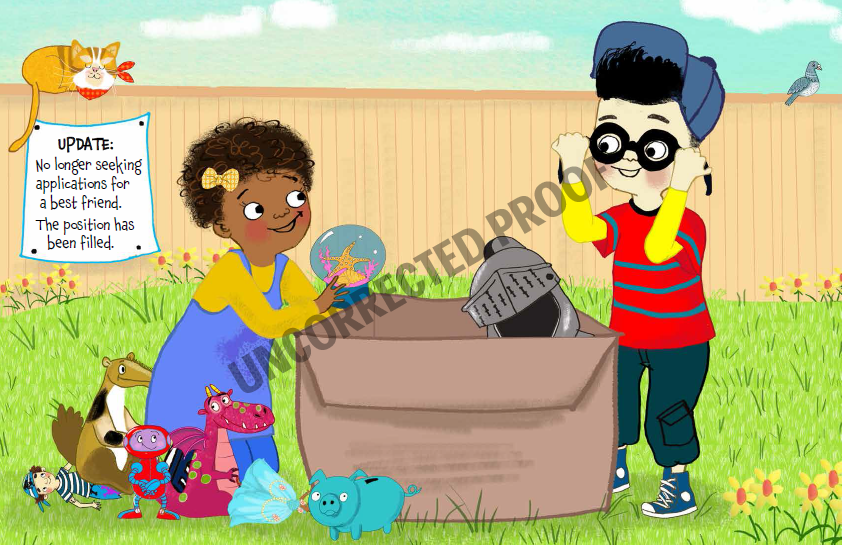 UPDATE:
No longer seeking
applications for
a best friend.
The position has
been filled.
UNCORRECTED PROOF